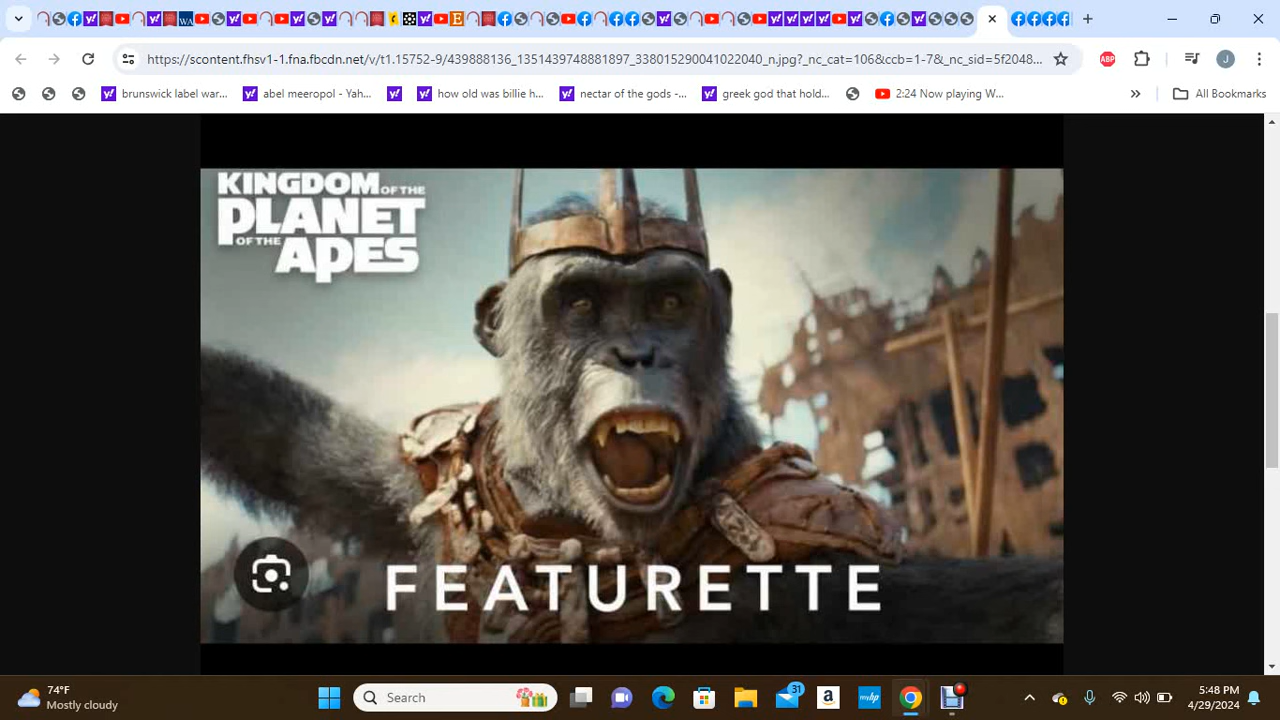 https://scontent.fhsv1-1.fna.fbcdn.net/v/t1.15752-9/439888136_1351439748881897_338015290041022040_n.jpg?_nc_cat=106&ccb=1-7&_nc_sid=5f2048...
ABP
J
brunswick label war...
abel meeropol - Yah...
how old was billie h...
nectar of the gods -...
greek god that hold...
2:24 Now playing W...
»
All Bookmarks
KINGDOM OF THE
PLANET
OF THE APES
FEATURETTE
74°F
Mostly cloudy
Search
31
a
myhp
5:48 PM